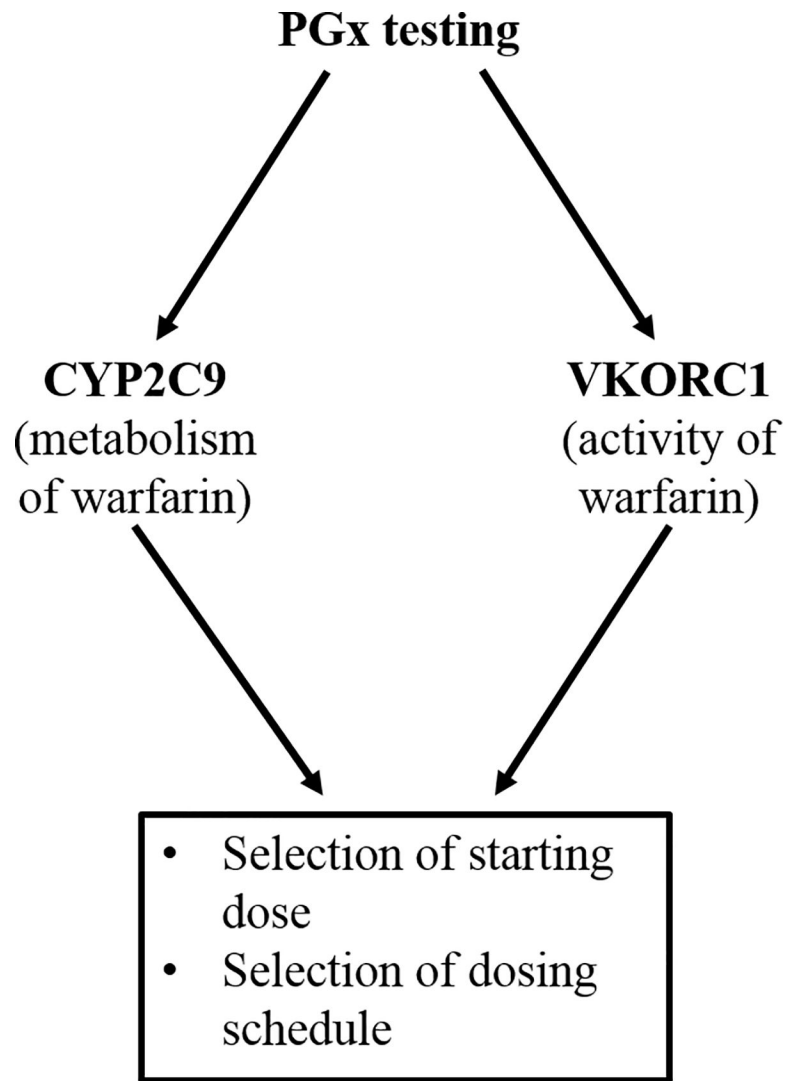 PGx testing
CYP2C9
(metabolism
of warfarin)
VKORC1
(activity of
warfarin)
• Selection of starting
dose
• Selection of dosing
schedule